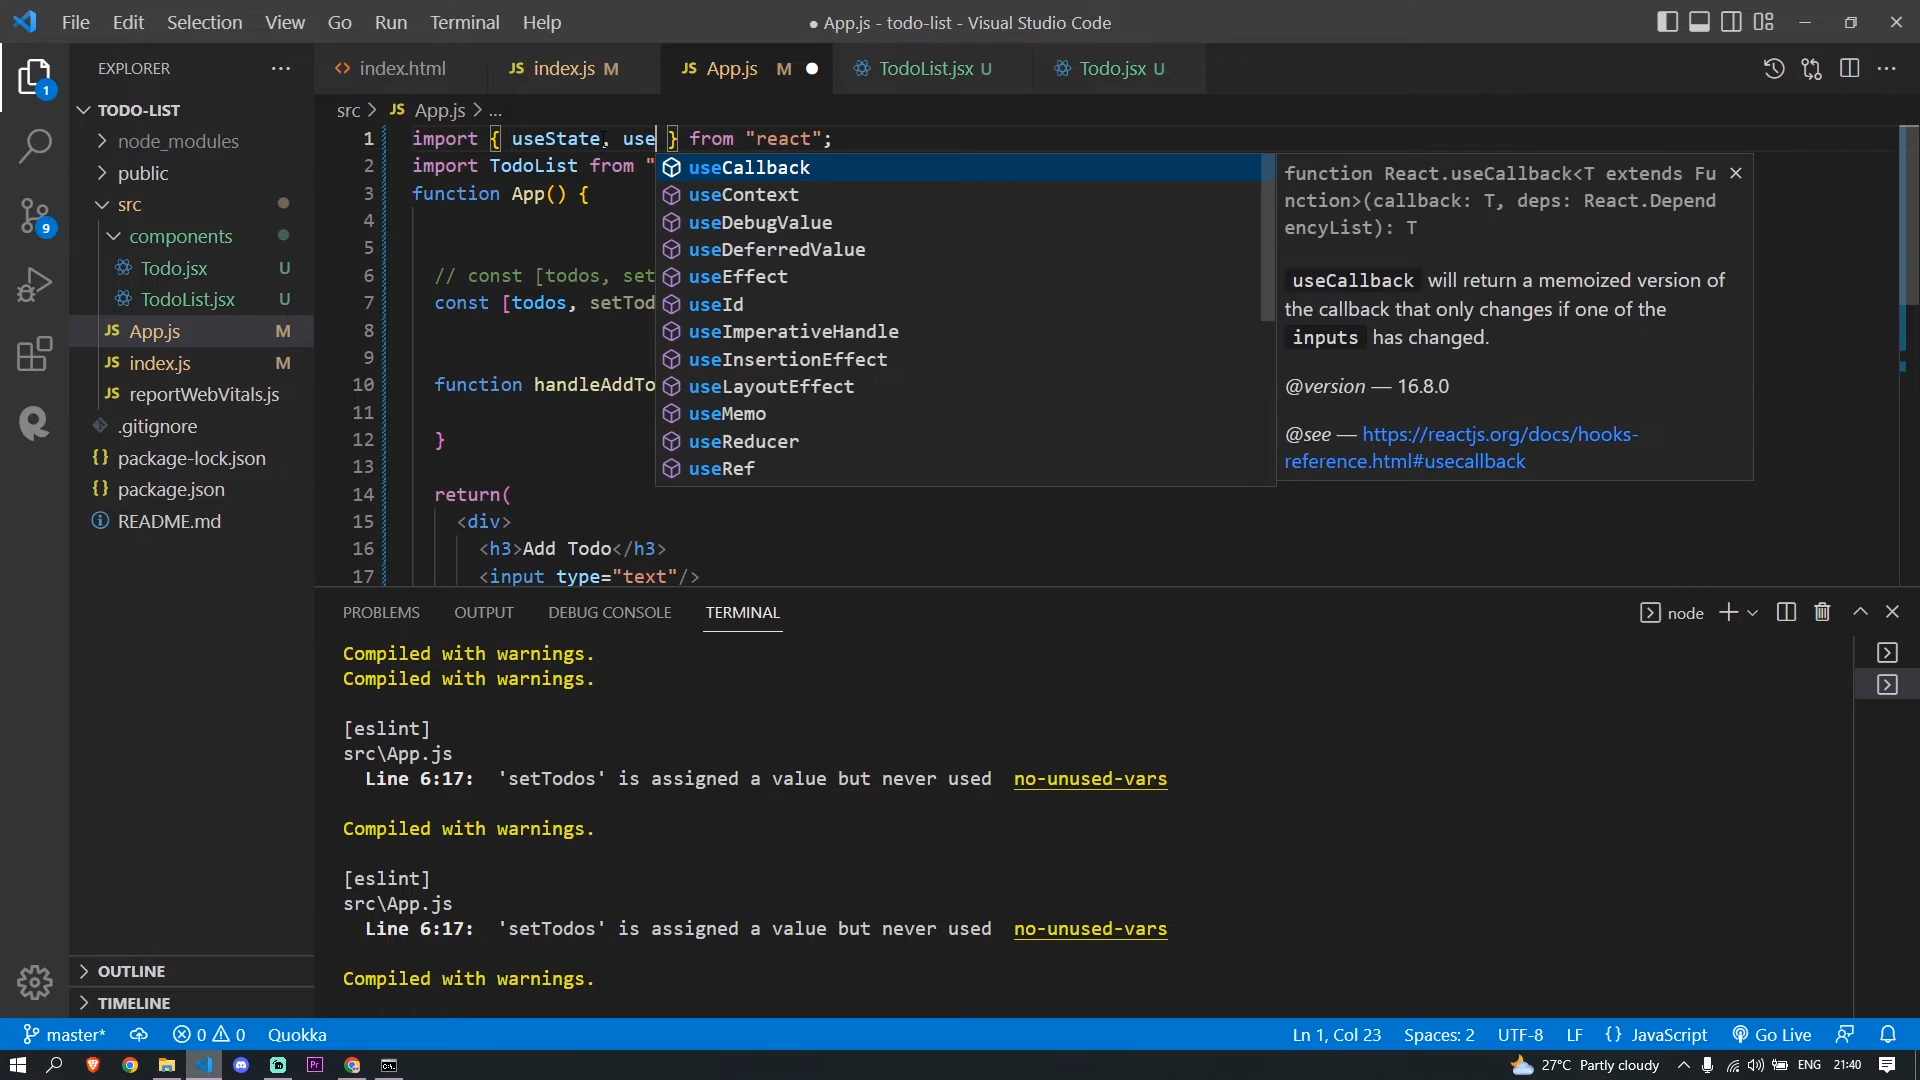 File Edit Selection View Go Run Terminal Help
● App.js - todo-list - Visual Studio Code
EXPLORER
1
TODO-LIST
node_modules
public
src
9
components
Todo.jsx U
TodoList.jsx U
App.js M
index.js M
reportWebVitals.js
.gitignore
package-lock.json
package.json
README.md
OUTLINE
TIMELINE
index.html
index.js M
App.js M
TodoList.jsx U
Todo.jsx U
src > JS App.js > ...
1 import { useState, use } from "react";
2 import TodoList from "
3 function App() {
4
5
6 // const [todos, set
7 const [todos, setTod
8
9
10 function handleAddTo
11
12 }
13
14 return(
15 <div>
16 <h3>Add Todo</h3>
17 <input type="text"/>
useCallback
useContext
useDebugValue
useDeferredValue
useEffect
useId
useImperativeHandle
useInsertionEffect
useLayoutEffect
useMemo
useReducer
useRef
function React.useCallback<T extends Fu
nction>(callback: T, deps: React.Depend
encyList): T
useCallback will return a memoized version of
the callback that only changes if one of the
inputs has changed.
@version — 16.8.0
@see — https://reactjs.org/docs/hooks-
reference.html#usecallback
PROBLEMS OUTPUT DEBUG CONSOLE TERMINAL
node
Compiled with warnings.
Compiled with warnings.
[eslint]
src\App.js
Line 6:17: 'setTodos' is assigned a value but never used no-unused-vars
Compiled with warnings.
[eslint]
src\App.js
Line 6:17: 'setTodos' is assigned a value but never used no-unused-vars
Compiled with warnings.
master* 0 0 Quokka
Ln 1, Col 23 Spaces: 2 UTF-8 LF {} JavaScript Go Live
27°C Partly cloudy ENG 21:40